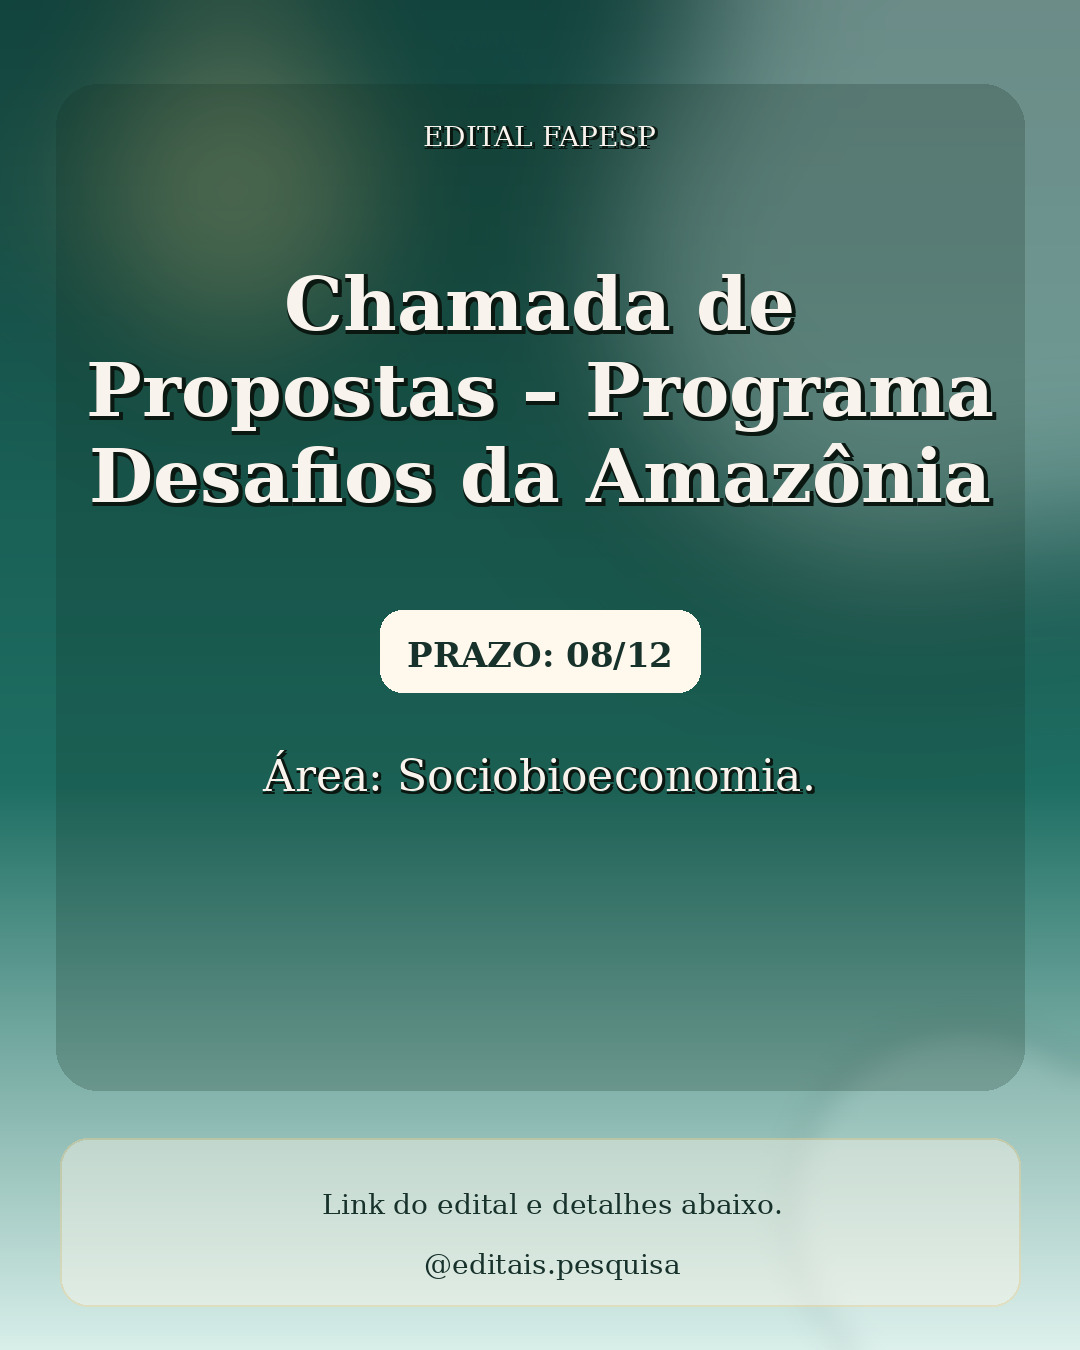 EDITAL FAPESP
Chamada de
Propostas – Programa
Desafios da Amazônia
PRAZO: 08/12
Área: Sociobioeconomia.
Link do edital e detalhes abaixo.
@editais.pesquisa